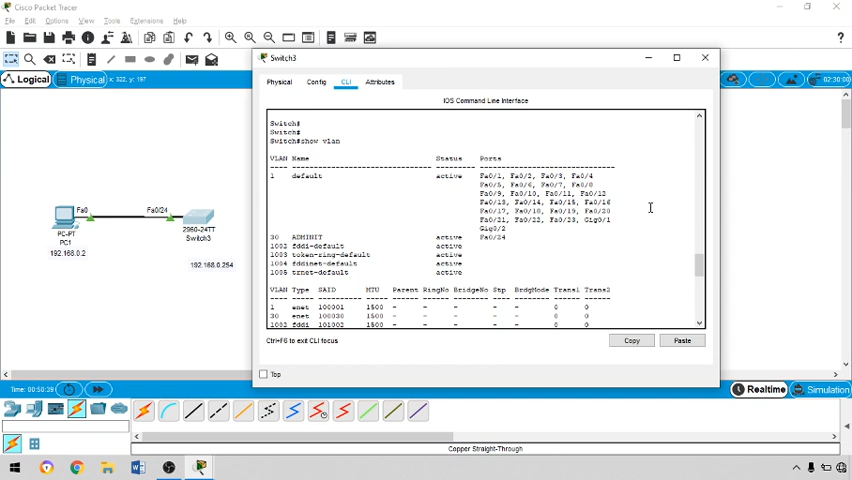 Cisco Packet Tracer
File Edit Options View Tools Extensions Help
Logical Physical x: 322, y: 197
02:30:00
Switch3
Physical Config CLI Attributes
IOS Command Line Interface
Switch#
Switch#
Switch#show vlan
VLAN Name Status Ports
1 default active Fa0/1, Fa0/2, Fa0/3, Fa0/4
Fa0/5, Fa0/6, Fa0/7, Fa0/8
Fa0/9, Fa0/10, Fa0/11, Fa0/12
Fa0/13, Fa0/14, Fa0/15, Fa0/16
Fa0/17, Fa0/18, Fa0/19, Fa0/20
Fa0/21, Fa0/22, Fa0/23, Gig0/1
Gig0/2
30 ADMINIT active Fa0/24
1002 fddi-default active
1003 token-ring-default active
1004 fddinet-default active
1005 trnet-default active
VLAN Type SAID MTU Parent RingNo BridgeNo Stp BrdgMode Trans1 Trans2
1 enet 100001 1500 - - - - - 0 0
30 enet 100030 1500 - - - - - 0 0
1002 fddi 101002 1500 - - - - - 0 0
Ctrl+F6 to exit CLI focus
Copy Paste
Top
Fa0 Fa0/24
PC-PT
PC1
192.168.0.2
2960-24TT
Switch3
192.168.0.254
Time: 00:50:39
Realtime Simulation
Copper Straight-Through